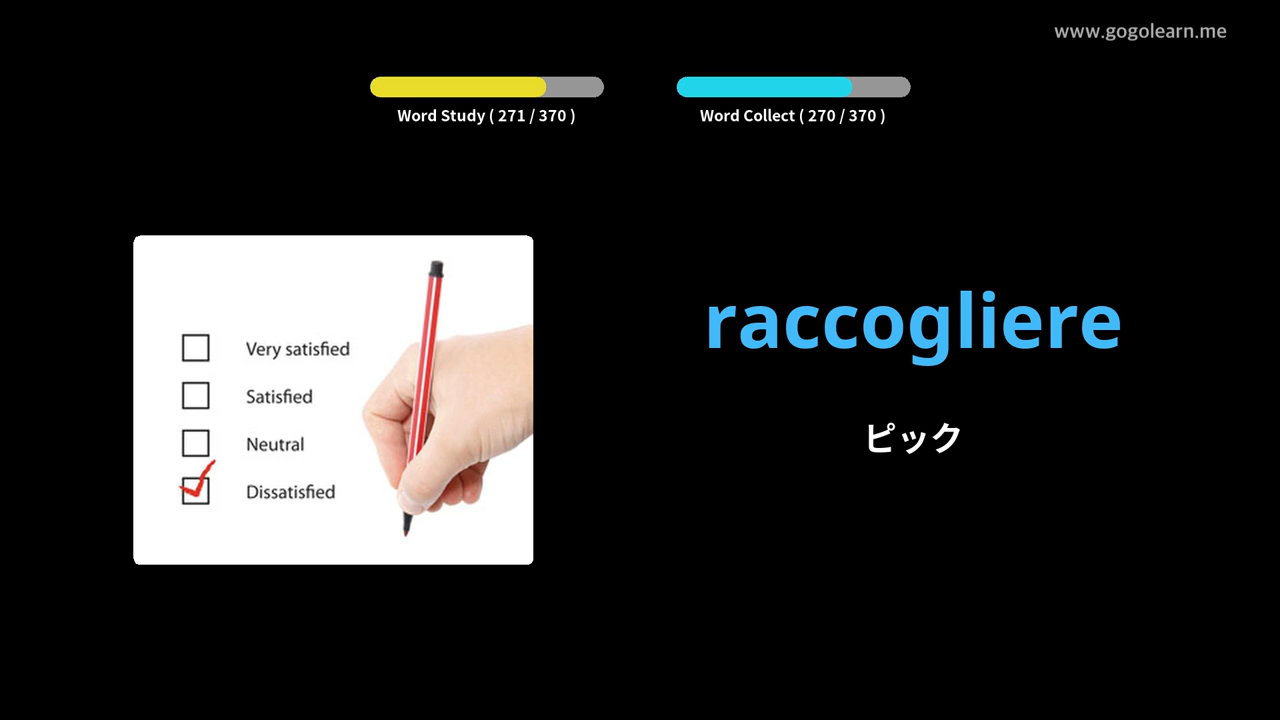 www.gogolearn.me
Word Study ( 271 / 370 )
Word Collect ( 270 / 370 )
Very satisfied
Satisfied
Neutral
Dissatisfied
raccogliere
ピック